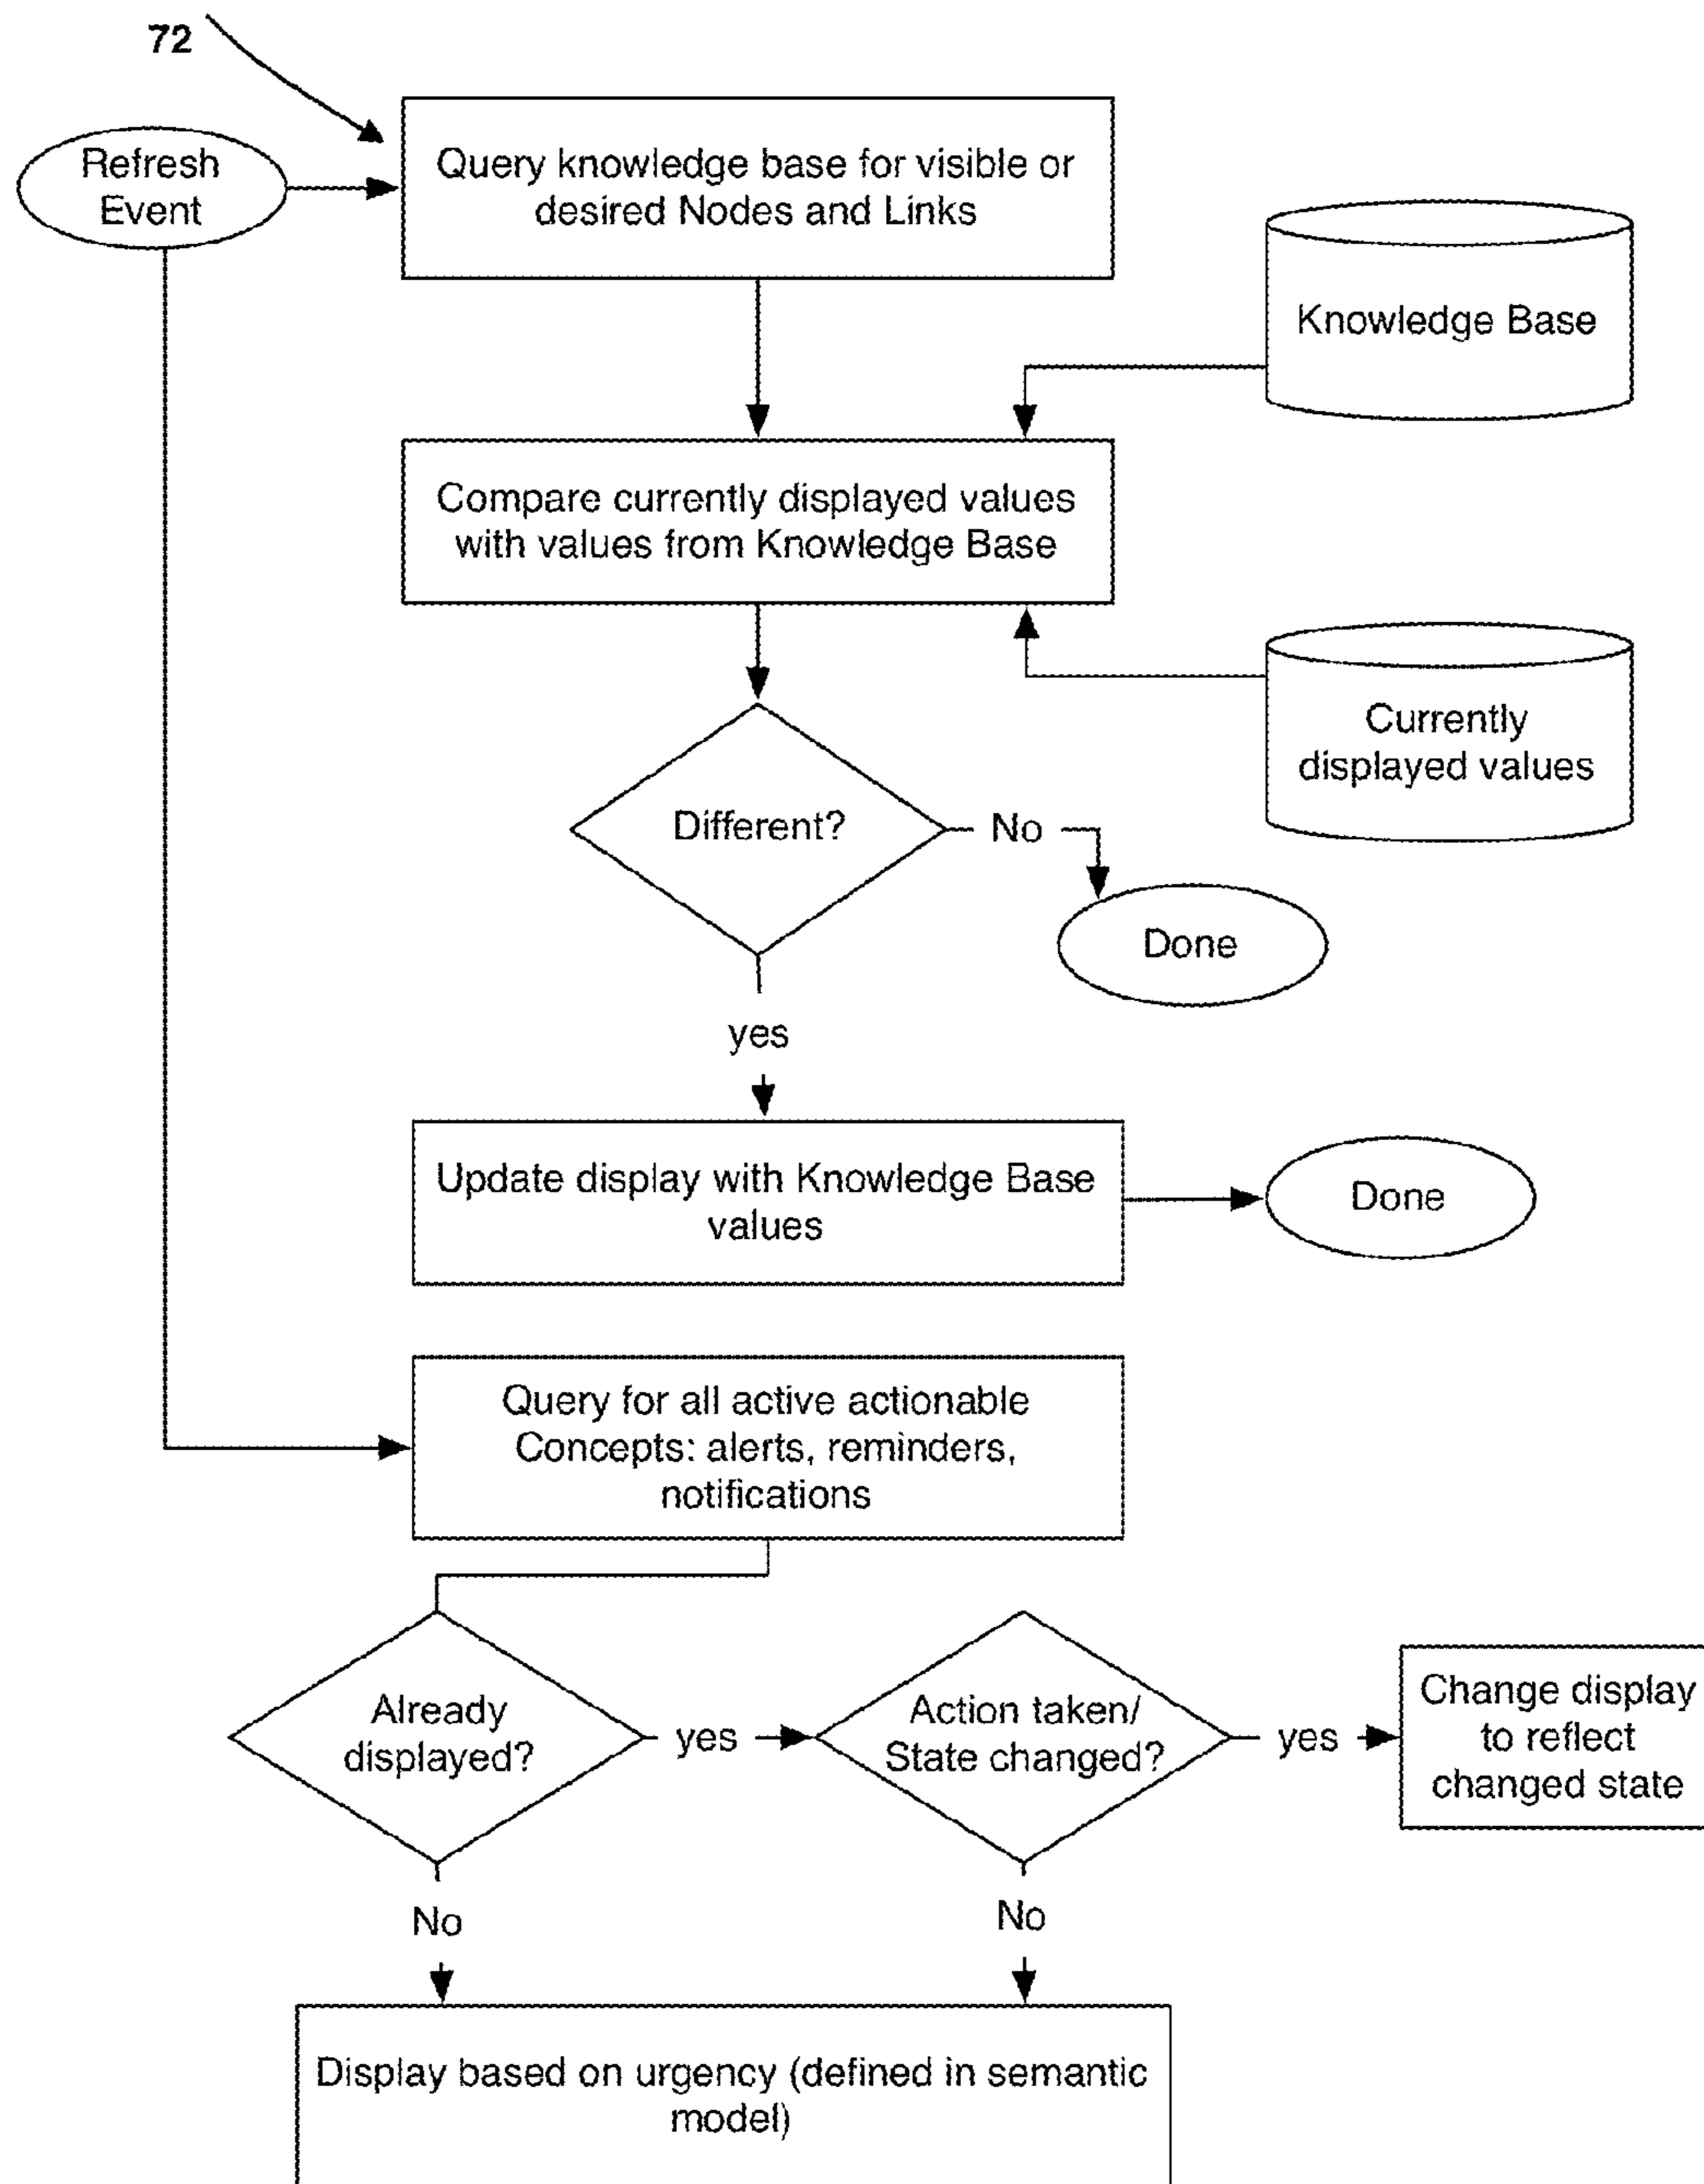 72
Refresh
Event
Query knowledge base for visible or
desired Nodes and Links
Knowledge Base
Compare currently displayed values
with values from Knowledge Base
Currently
displayed values
Different?
No
Done
yes
Update display with Knowledge Base
values
Done
Query for all active actionable
Concepts: alerts, reminders,
notifications
Already
displayed?
yes
Action taken/
State changed?
yes
Change display
to reflect
changed state
No
No
Display based on urgency (defined in semantic
model)